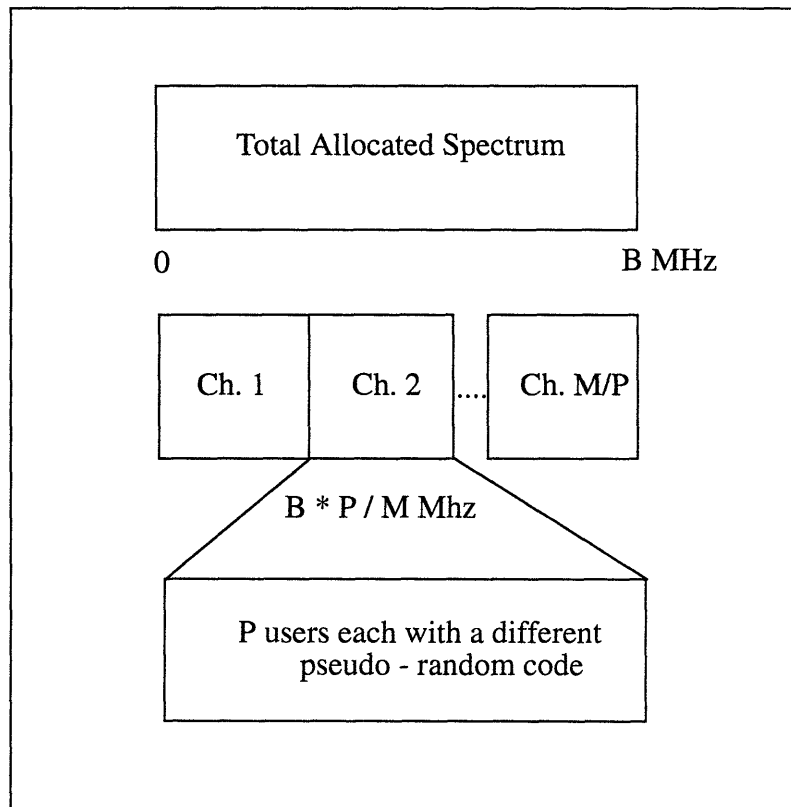 Total Allocated Spectrum
0 B MHz
Ch. 1 Ch. 2 .... Ch. M/P
B * P / M Mhz
P users each with a different
pseudo - random code